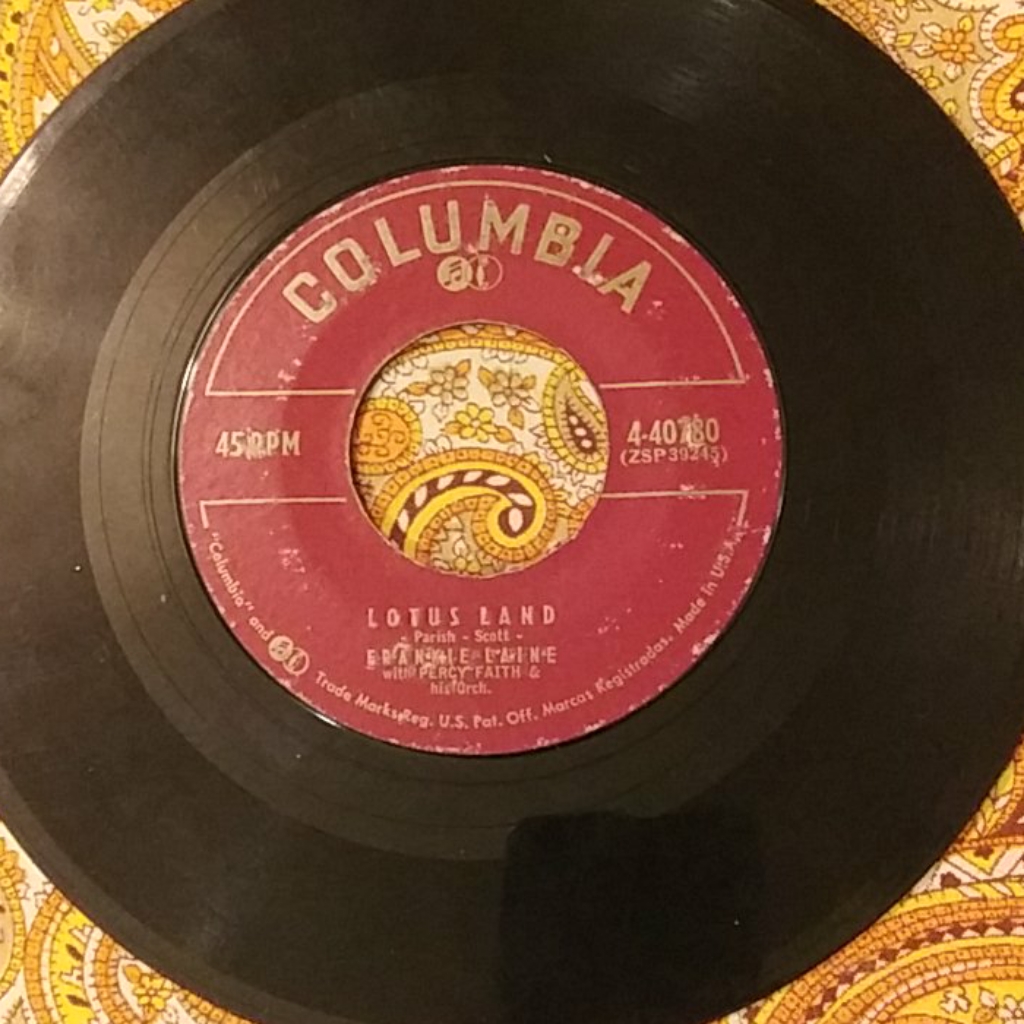 COLUMBIA
45 RPM
4-40780
(ZSP39245)
LOTUS LAND
- Parish - Scott -
FRANKIE LAINE
with PERCY FAITH &
his Orch.
"Columbia" and Trade Marks Reg. U.S. Pat. Off. Marcas Registradas. Made in U.S.A.